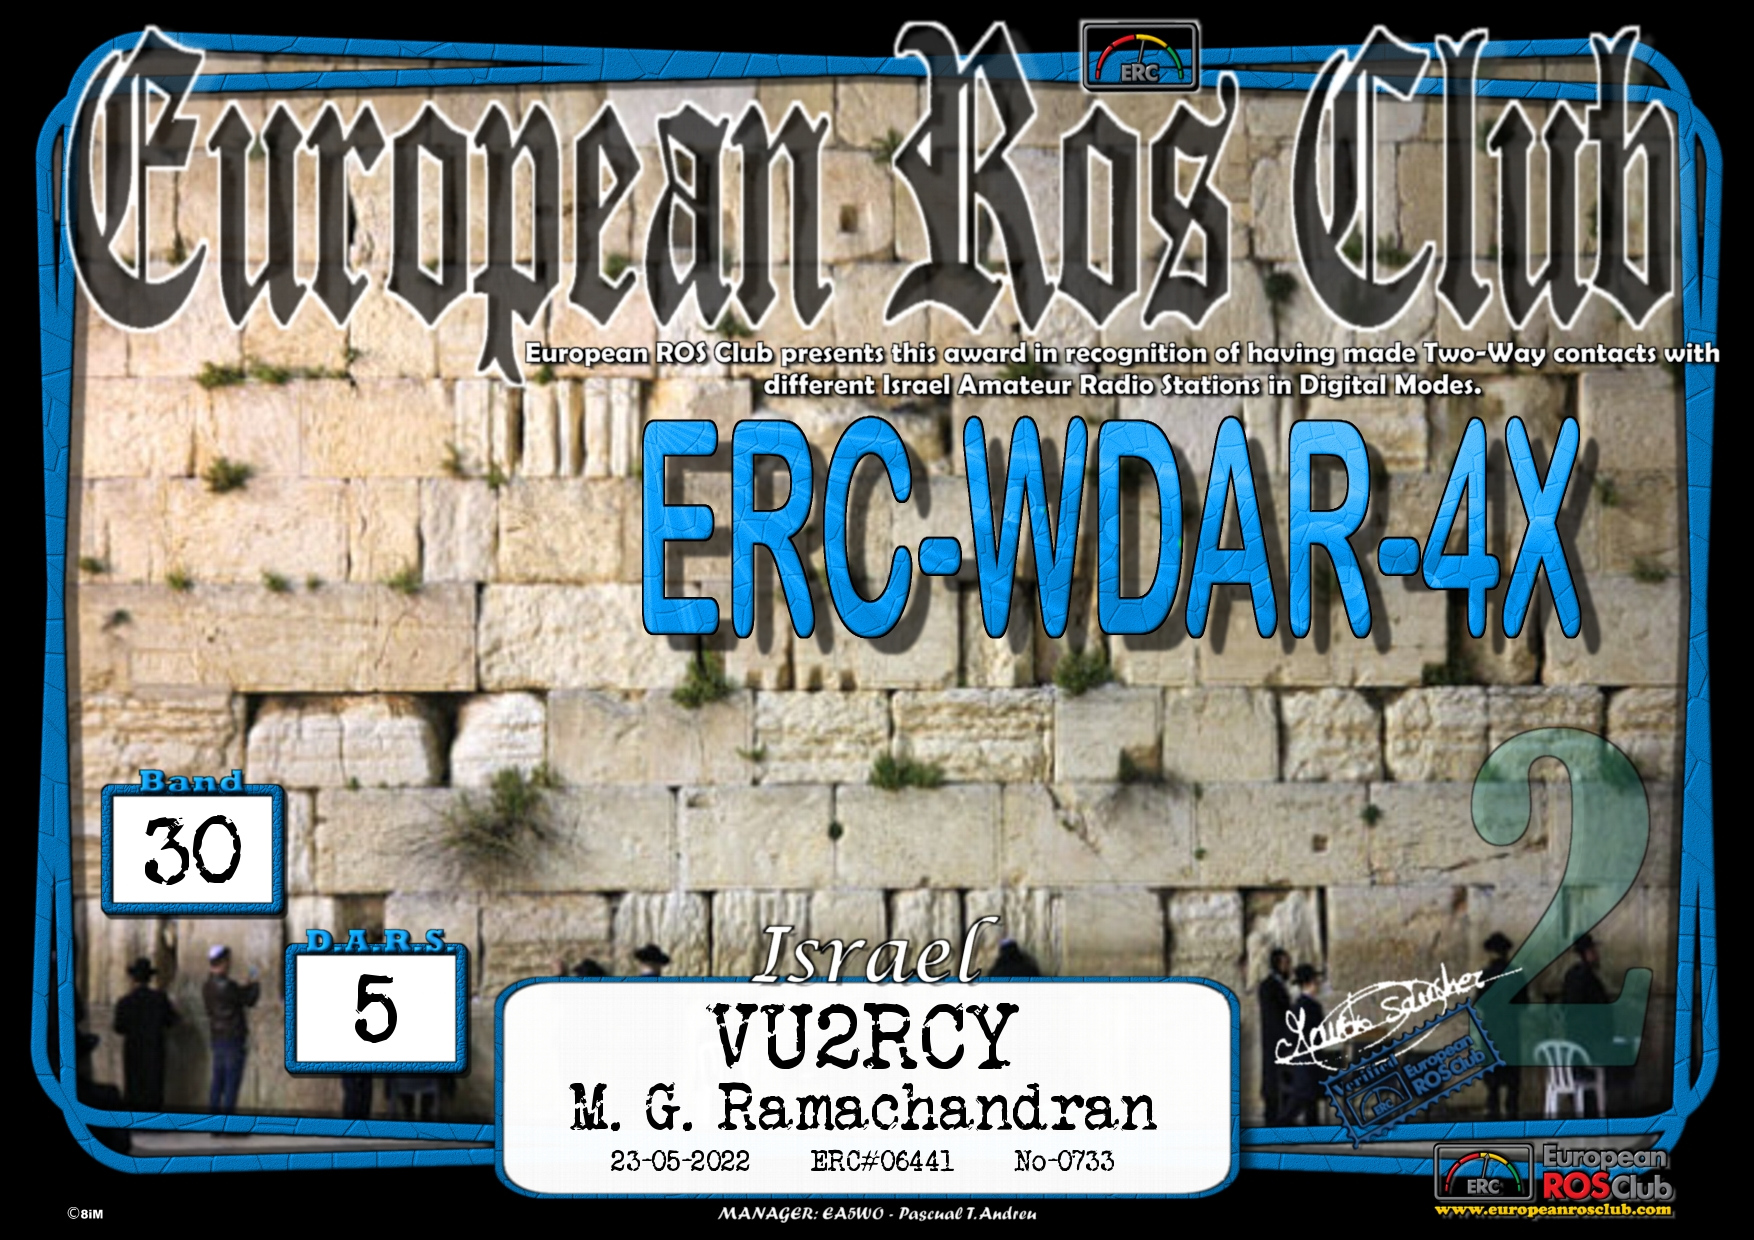 European Ros Club
ERC
European ROS Club presents this award in recognition of having made Two-Way contacts with
different Israel Amateur Radio Stations in Digital Modes.
ERC-WDAR-4X
2
Band
30
D.A.R.S.
5
Israel
VU2RCY
M. G. Ramachandran
23-05-2022 ERC#06441 No-0733
Verified
ERC
European
ROSClub
ERC
European
ROSClub
www.europeanrosclub.com
©8iM
MANAGER: EA5WO - Pascual T. Andreu